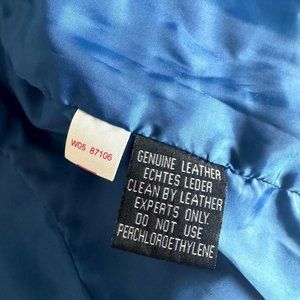 W05 87106
GENUINE LEATHER
ECHTES LEDER
CLEAN BY LEATHER
EXPERTS ONLY
DO NOT USE
PERCHLOROETHYLENE